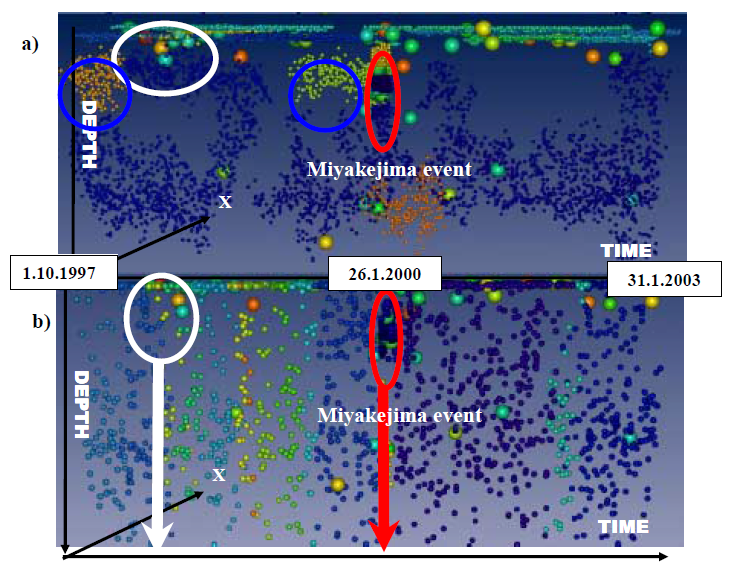 a)
DEPTH
Miyakejima event
X
TIME
1.10.1997
26.1.2000
31.1.2003
b)
DEPTH
Miyakejima event
X
TIME